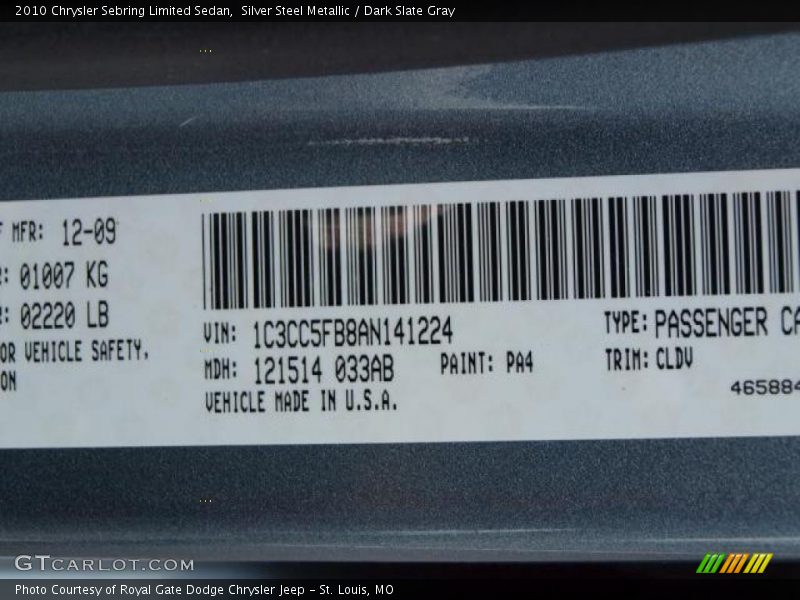 2010 Chrysler Sebring Limited Sedan, Silver Steel Metallic / Dark Slate Gray
MFR: 12-09
01007 KG
02220 LB
OR VEHICLE SAFETY,
ON
VIN: 1C3CC5FB8AN141224
TYPE: PASSENGER CA
MDH: 121514 033AB
PAINT: PA4
TRIM: CLDV
VEHICLE MADE IN U.S.A.
465884
GTCARLOT.COM
Photo Courtesy of Royal Gate Dodge Chrysler Jeep - St. Louis, MO